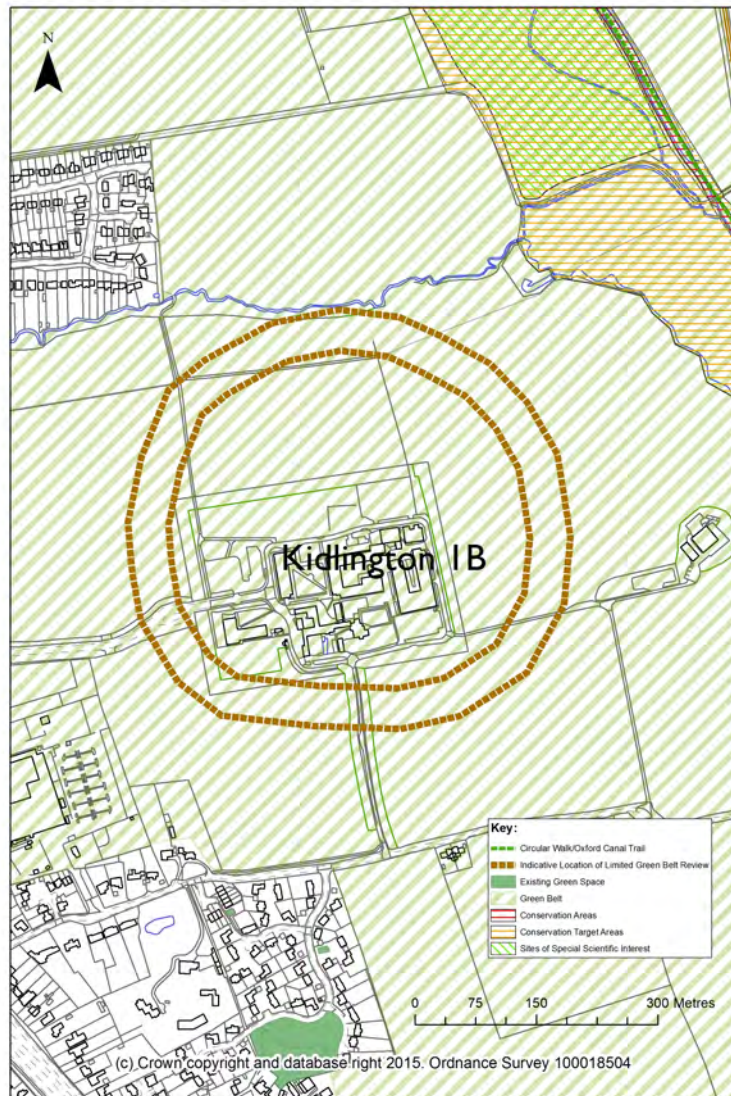 N
Kidlington 1B
Key:
Circular Walk/Oxford Canal Trail
Indicative Location of Limited Green Belt Review
Existing Green Space
Green Belt
Conservation Areas
Conservation Target Areas
Sites of Special Scientific Interest
0 75 150 300 Metres
(c) Crown copyright and database right 2015. Ordnance Survey 100018504